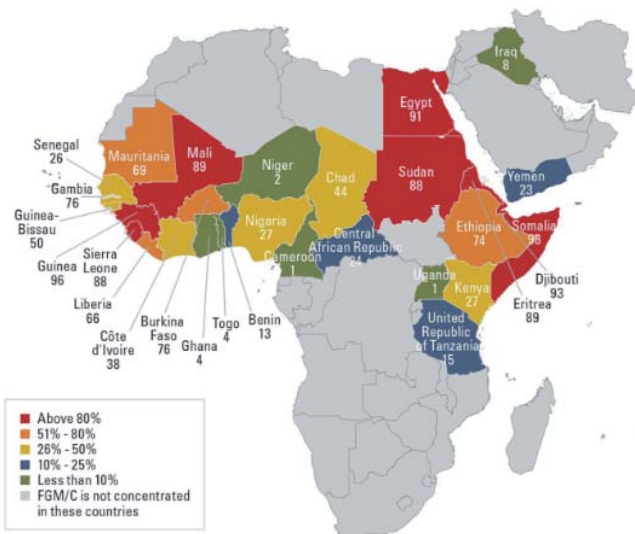 Iraq
8
Egypt
91
Senegal
26
Mauritania
69
Mali
89
Niger
2
Chad
44
Sudan
88
Yemen
23
Gambia
76
Guinea-
Bissau
50
Nigeria
27
Central
African Republic
24
Ethiopia
74
Somalia
98
Sierra
Leone
88
Guinea
96
Cameroon
1
Uganda
1
Kenya
27
Djibouti
93
Eritrea
89
Liberia
66
Côte
d'Ivoire
38
Burkina
Faso
76
Ghana
4
Togo
4
Benin
13
United
Republic
of Tanzania
15
Above 80%
51% - 80%
26% - 50%
10% - 25%
Less than 10%
FGM/C is not concentrated
in these countries